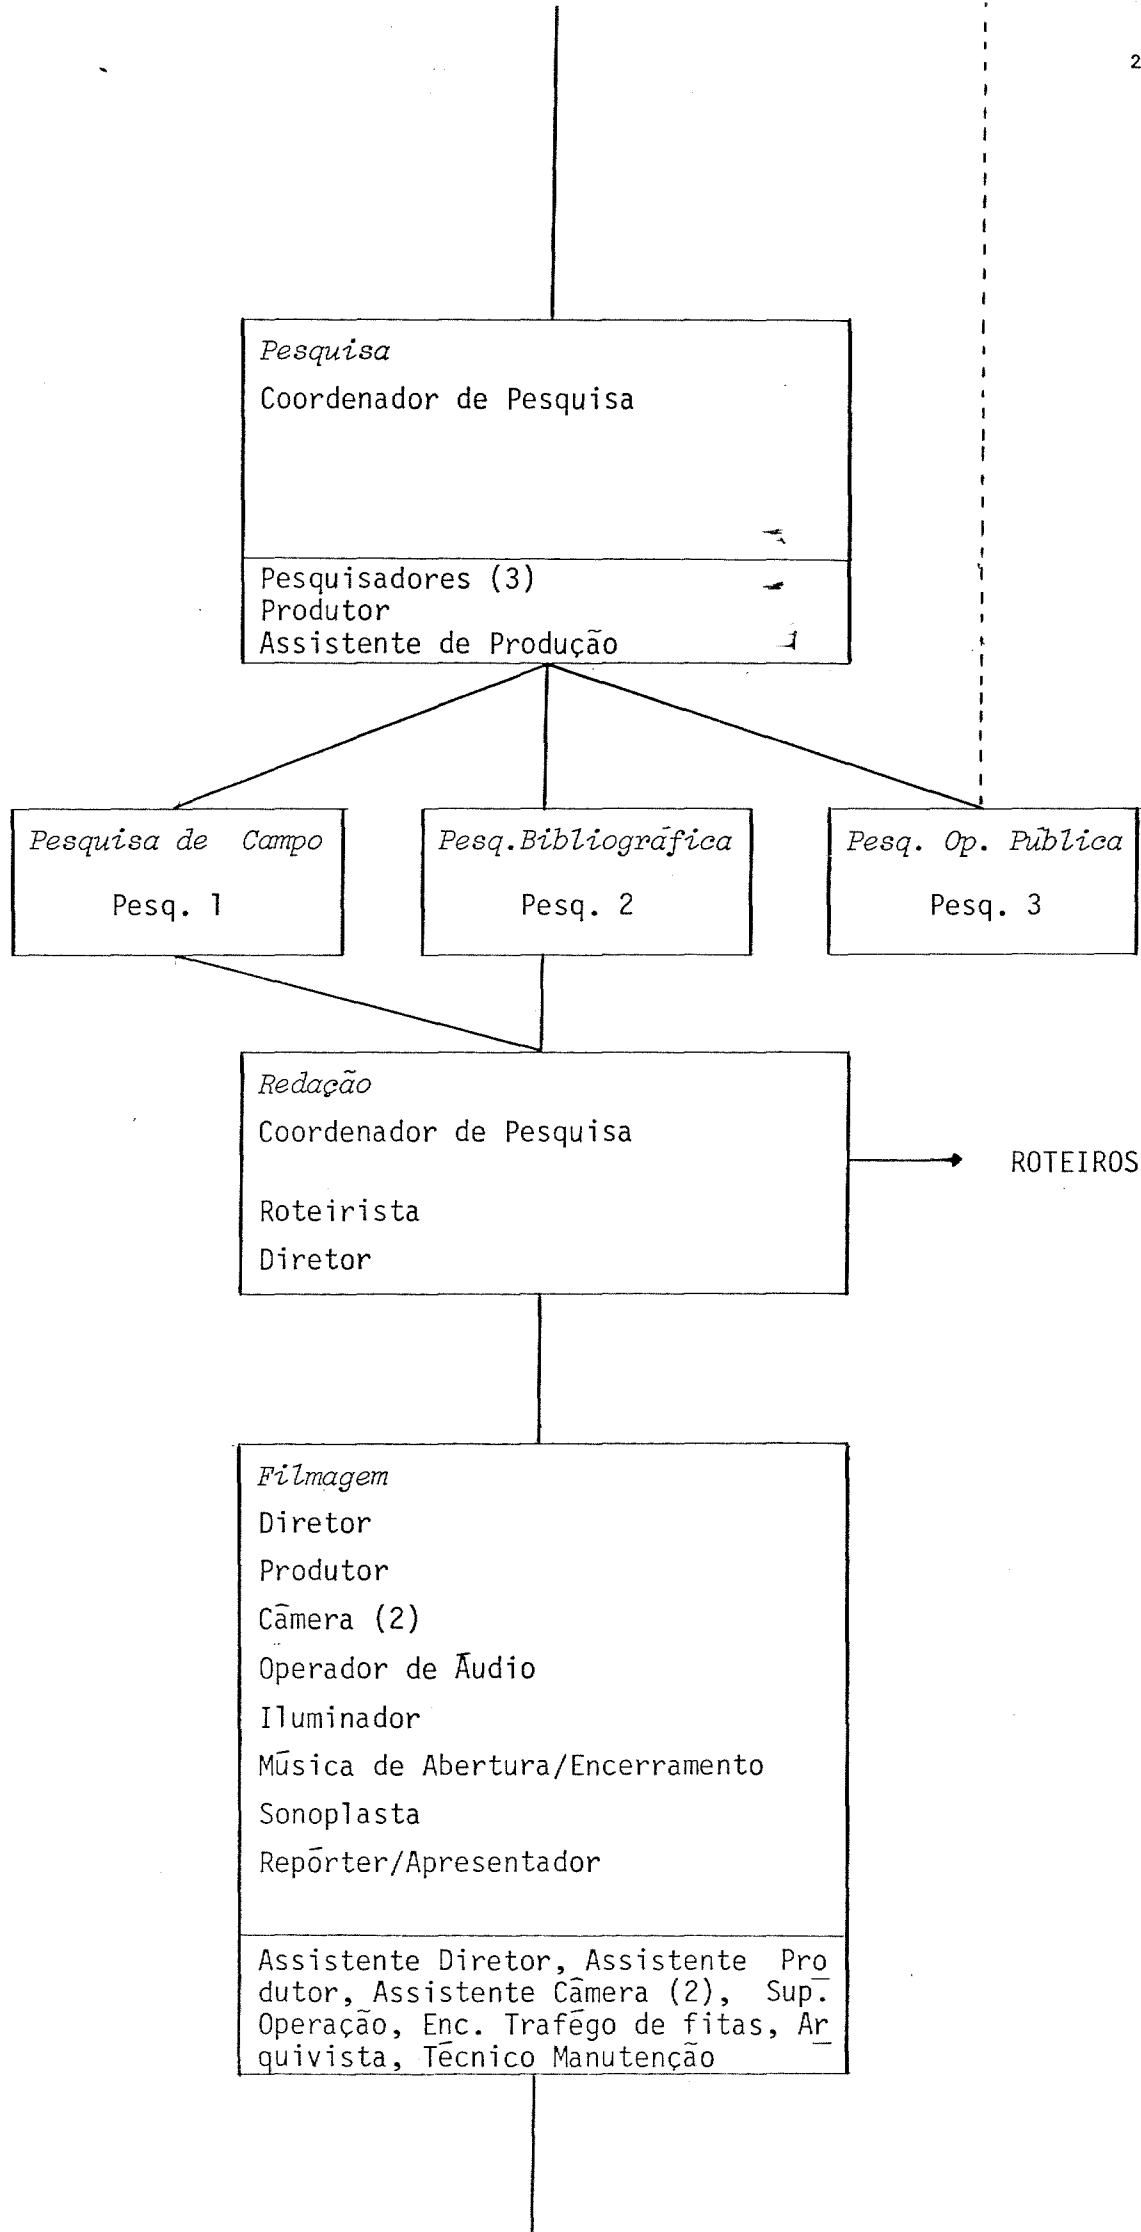 2
Pesquisa
Coordenador de Pesquisa
Pesquisadores (3)
Produtor
Assistente de Produção
Pesquisa de Campo
Pesq. 1
Pesq.Bibliográfica
Pesq. 2
Pesq. Op. Pública
Pesq. 3
Redação
Coordenador de Pesquisa
ROTEIROS
Roteirista
Diretor
Filmagem
Diretor
Produtor
Câmera (2)
Operador de Áudio
Iluminador
Música de Abertura/Encerramento
Sonoplasta
Repórter/Apresentador
Assistente Diretor, Assistente Pro
dutor, Assistente Câmera (2), Sup.
Operação, Enc. Trafégo de fitas, Ar
quivista, Técnico Manutenção